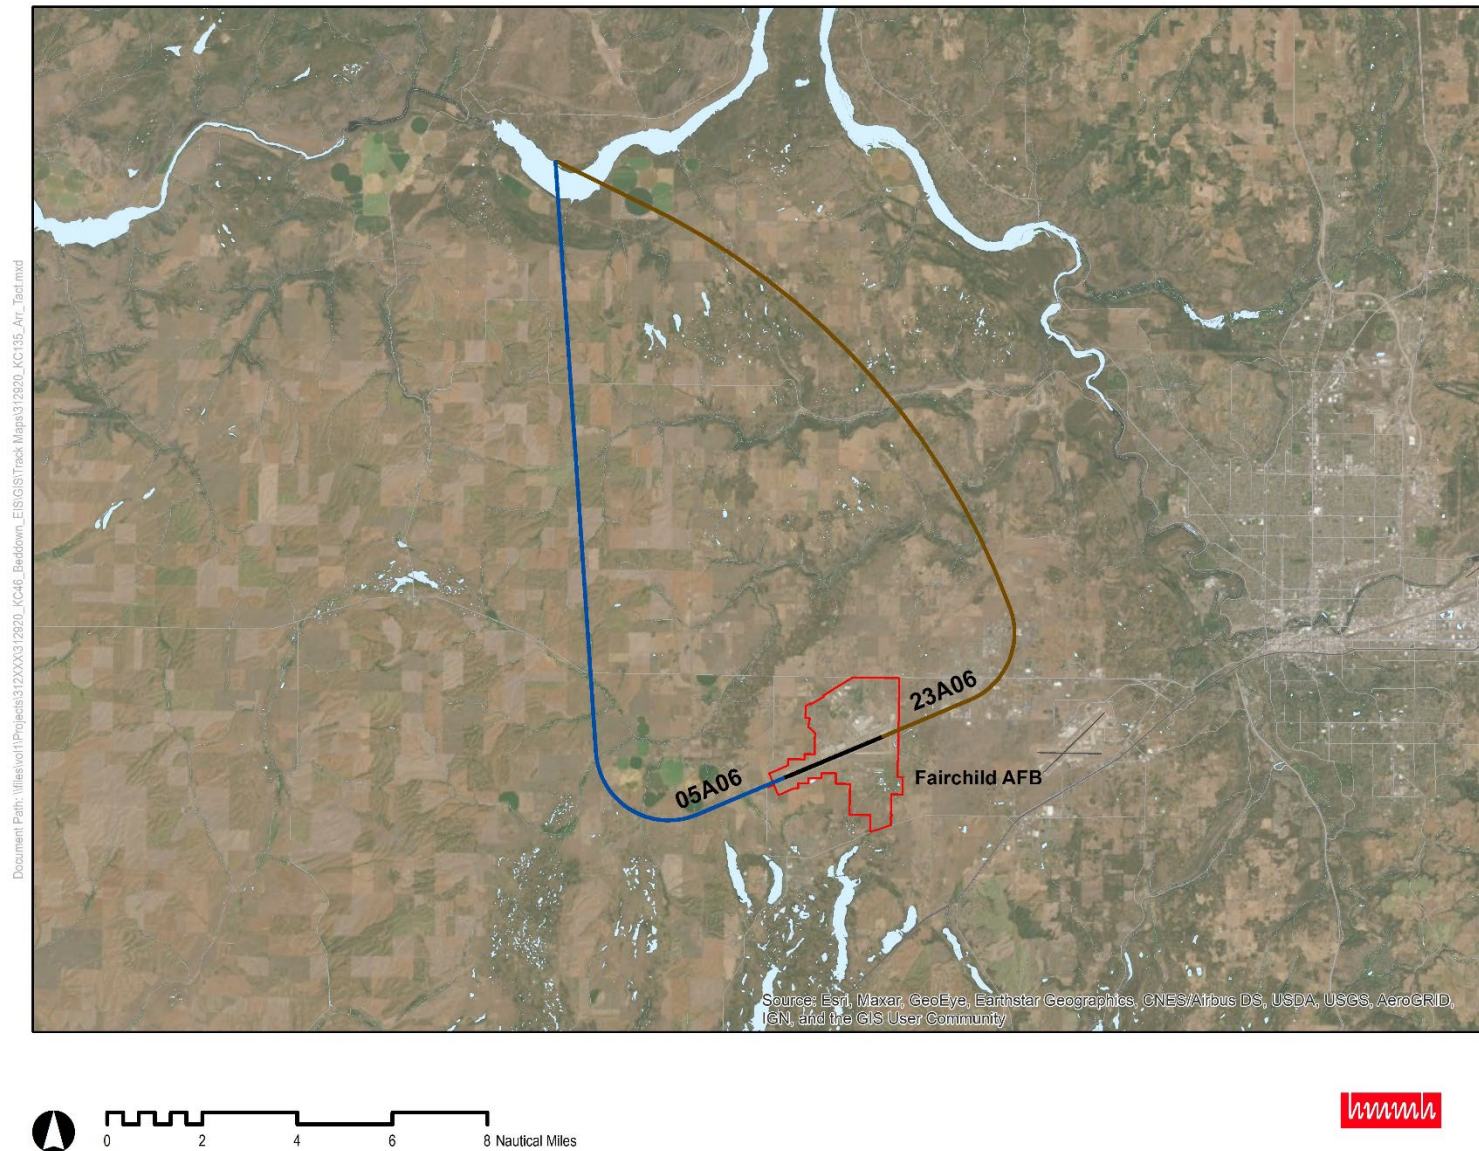 Document Path: \\files\vol1\Projects\312XXX\312920_KC46_Beddown_EIS\GIS\Track Maps\312920_KC135_Arr_Tact.mxd
23A06
05A06
Fairchild AFB
Source: Esri, Maxar, GeoEye, Earthstar Geographics, CNES/Airbus DS, USDA, USGS, AeroGRID,
IGN, and the GIS User Community
0 2 4 6 8 Nautical Miles
hmmh